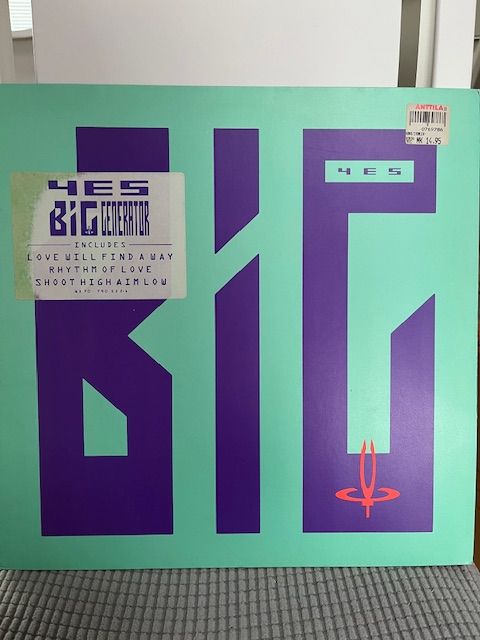 ANTTILA
0769786
MK 14.95
YES
BIG
YES
BIG GENERATOR
INCLUDES
LOVE WILL FIND A WAY
RHYTHM OF LOVE
SHOOT HIGH AIM LOW